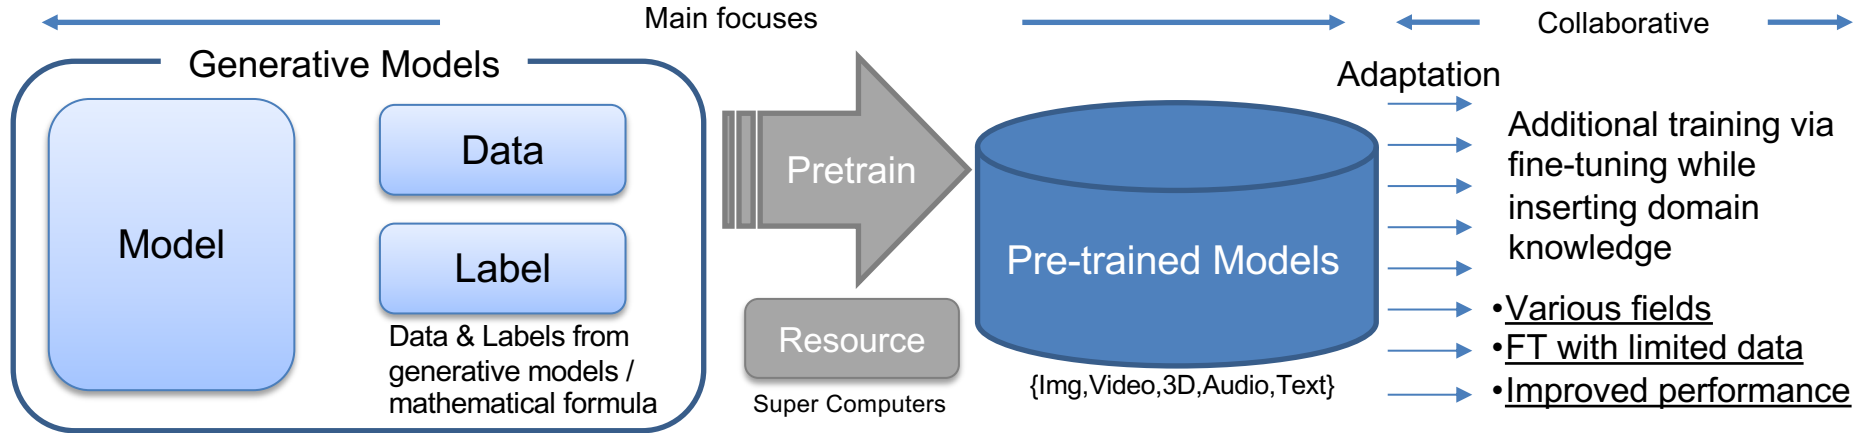 Main focuses
Collaborative
Generative Models
Model
Data
Label
Data & Labels from
generative models /
mathematical formula
Pretrain
Resource
Super Computers
Pre-trained Models
{Img,Video,3D,Audio,Text}
Adaptation
Additional training via
fine-tuning while
inserting domain
knowledge
•Various fields
•FT with limited data
•Improved performance